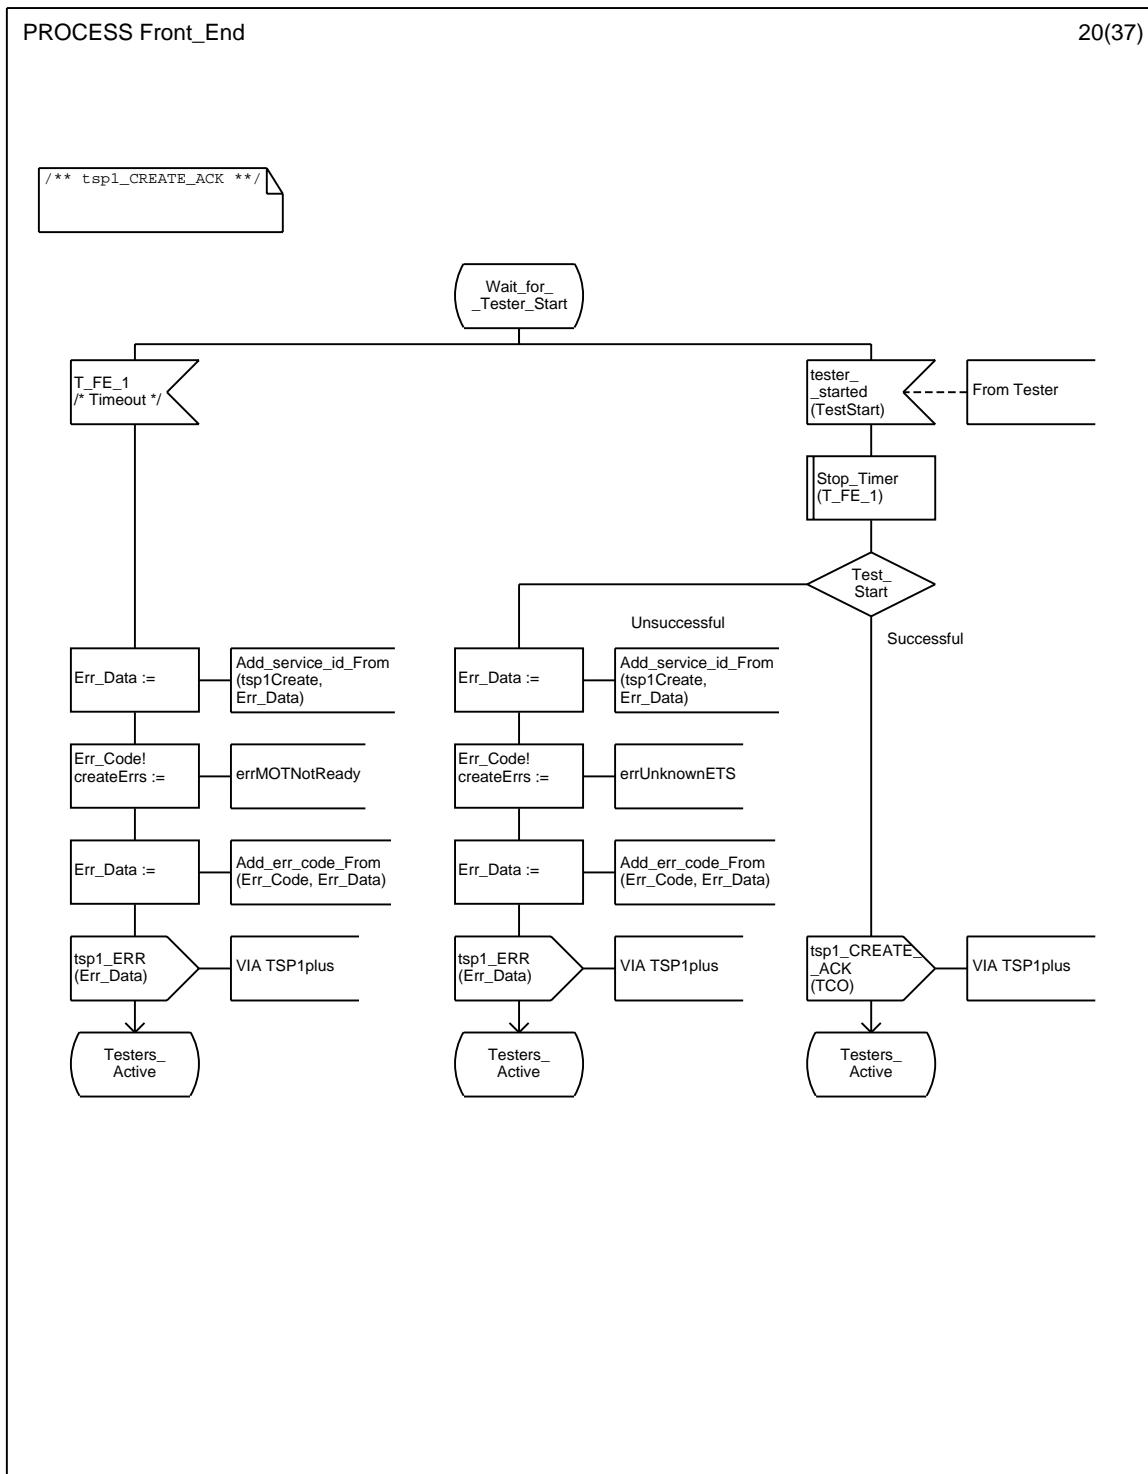 PROCESS Front_End
20(37)
/** tsp1_CREATE_ACK **/
Wait_for_
_Tester_Start
T_FE_1
/* Timeout */
tester_
_started
(TestStart)
From Tester
Stop_Timer
(T_FE_1)
Test_
Start
Unsuccessful
Successful
Err_Data :=
Add_service_id_From
(tsp1Create,
Err_Data)
Err_Data :=
Add_service_id_From
(tsp1Create,
Err_Data)
Err_Code!
createErrs :=
errMOTNotReady
Err_Code!
createErrs :=
errUnknownETS
Err_Data :=
Add_err_code_From
(Err_Code, Err_Data)
Err_Data :=
Add_err_code_From
(Err_Code, Err_Data)
tsp1_ERR
(Err_Data)
VIA TSP1plus
tsp1_ERR
(Err_Data)
VIA TSP1plus
tsp1_CREATE_
_ACK
(TCO)
VIA TSP1plus
Testers_
Active
Testers_
Active
Testers_
Active